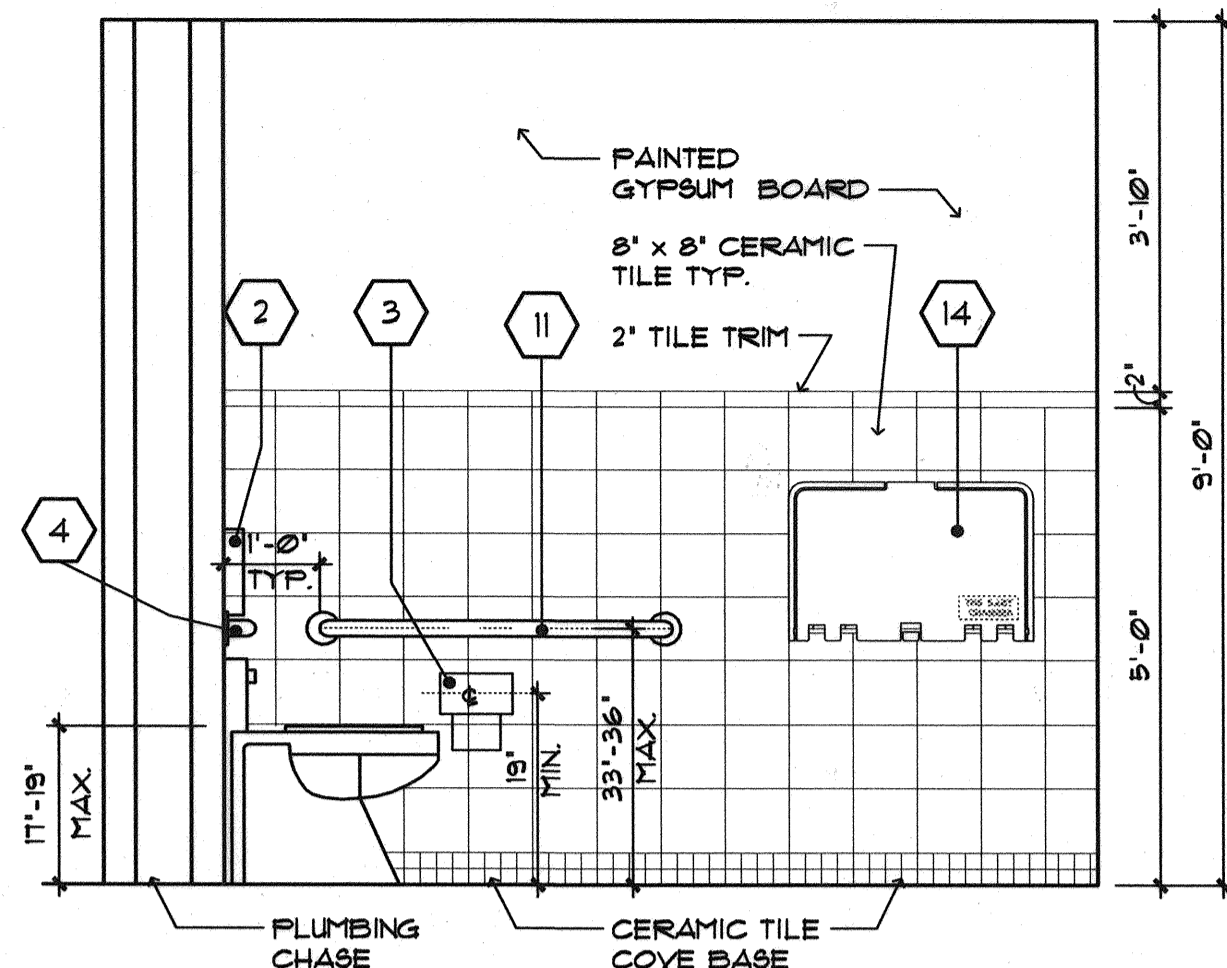 PAINTED
GYPSUM BOARD
8" x 8" CERAMIC
TILE TYP.
2" TILE TRIM
2
3
11
14
4
1'-0"
TYP.
3'-10"
2"
9'-0"
5'-0"
17"-19"
MAX.
19"
MIN.
33"-36"
MAX.
PLUMBING
CHASE
CERAMIC TILE
COVE BASE